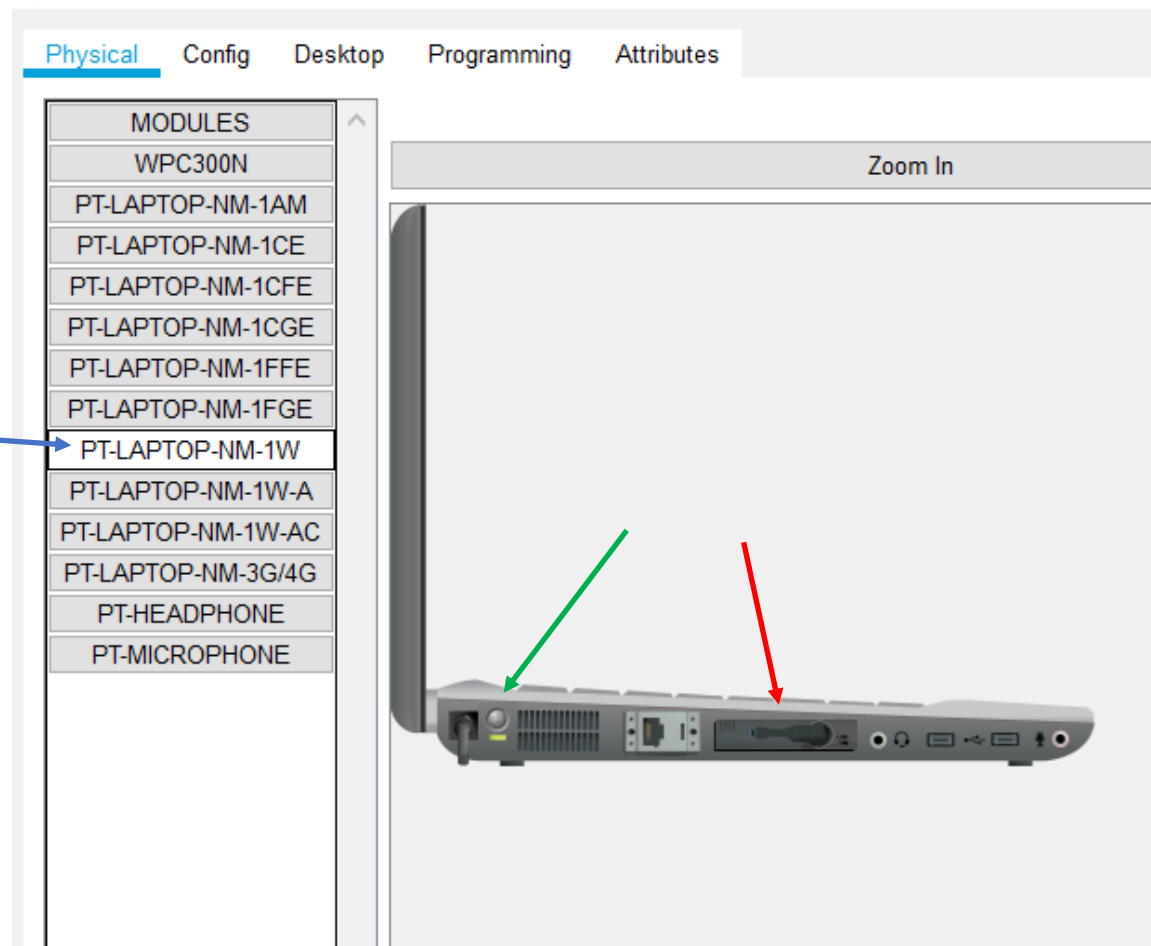 Physical Config Desktop Programming Attributes
MODULES
WPC300N
PT-LAPTOP-NM-1AM
PT-LAPTOP-NM-1CE
PT-LAPTOP-NM-1CFE
PT-LAPTOP-NM-1CGE
PT-LAPTOP-NM-1FFE
PT-LAPTOP-NM-1FGE
PT-LAPTOP-NM-1W
PT-LAPTOP-NM-1W-A
PT-LAPTOP-NM-1W-AC
PT-LAPTOP-NM-3G/4G
PT-HEADPHONE
PT-MICROPHONE
Zoom In